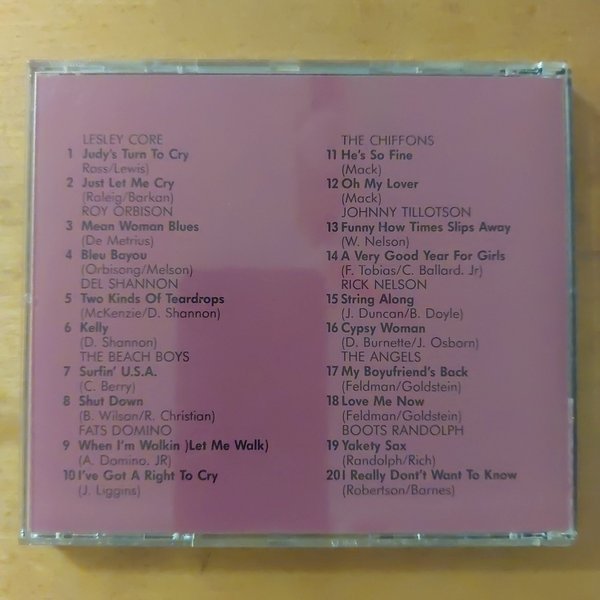 LESLEY CORE
1 Judy's Turn To Cry
Ross/Lewis)
2 Just Let Me Cry
(Raleig/Barkan)
ROY ORBISON
3 Mean Woman Blues
(De Metrius)
4 Bleu Bayou
(Orbisong/Melson)
DEL SHANNON
5 Two Kinds Of Teardrops
(McKenzie/D. Shannon)
6 Kelly
(D. Shannon)
THE BEACH BOYS
7 Surfin' U.S.A.
(C. Berry)
8 Shut Down
(B. Wilson/R. Christian)
FATS DOMINO
9 When I'm Walkin )Let Me Walk)
(A. Domino. JR)
10 I've Got A Right To Cry
(J. Liggins)
THE CHIFFONS
11 He's So Fine
(Mack)
12 Oh My Lover
(Mack)
JOHNNY TILLOTSON
13 Funny How Times Slips Away
(W. Nelson)
14 A Very Good Year For Girls
(F. Tobias/C. Ballard. Jr)
RICK NELSON
15 String Along
(J. Duncan/B. Doyle)
16 Cypsy Woman
(D. Burnette/J. Osborn)
THE ANGELS
17 My Boyufriend's Back
(Feldman/Goldstein)
18 Love Me Now
(Feldman/Goldstein)
BOOTS RANDOLPH
19 Yakety Sax
(Randolph/Rich)
20 I Really Dont't Want To Know
(Robertson/Barnes)